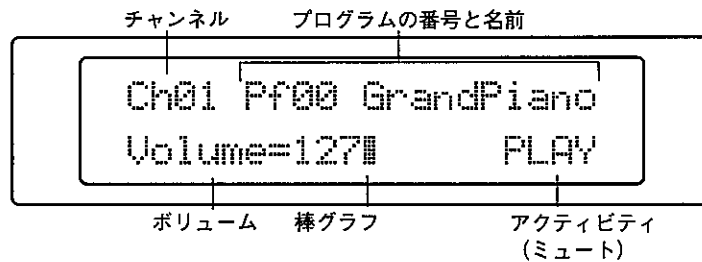 チャンネル プログラムの番号と名前
Ch01 Pf00 GrandPiano
Volume=127 PLAY
ボリューム 棒グラフ アクティビティ
(ミュート)